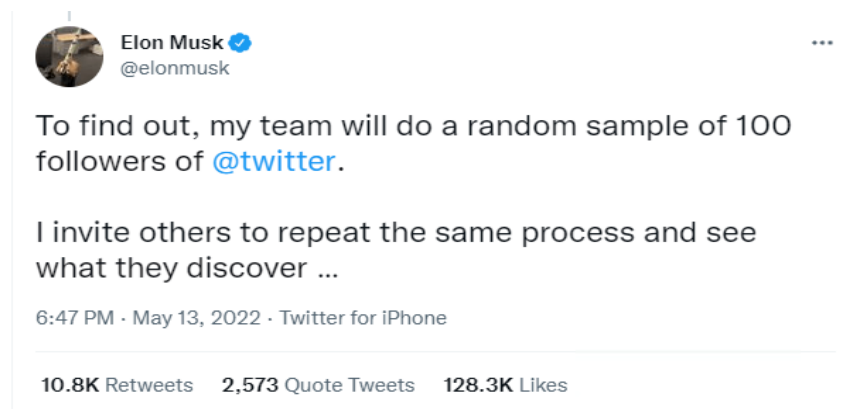 Elon Musk
@elonmusk
To find out, my team will do a random sample of 100
followers of @twitter.
I invite others to repeat the same process and see
what they discover ...
6:47 PM · May 13, 2022 · Twitter for iPhone
10.8K Retweets 2,573 Quote Tweets 128.3K Likes